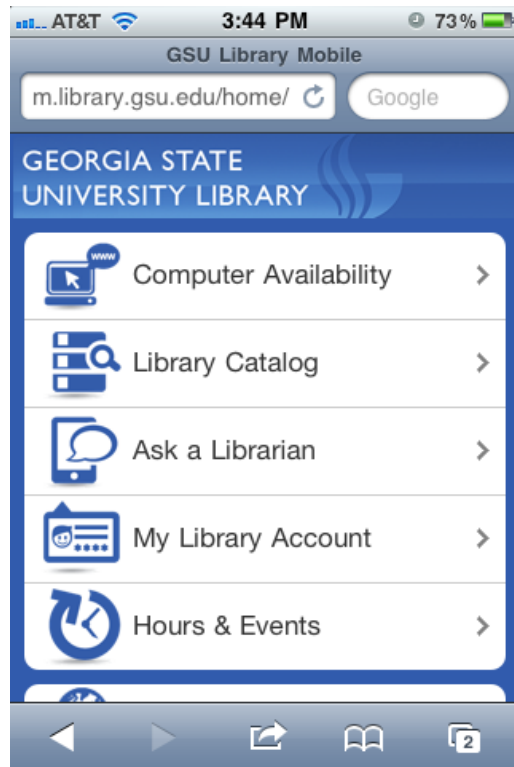 AT&T 3:44 PM 73%
GSU Library Mobile
m.library.gsu.edu/home/ Google
GEORGIA STATE
UNIVERSITY LIBRARY
www
Computer Availability
Library Catalog
Ask a Librarian
My Library Account
Hours & Events
2